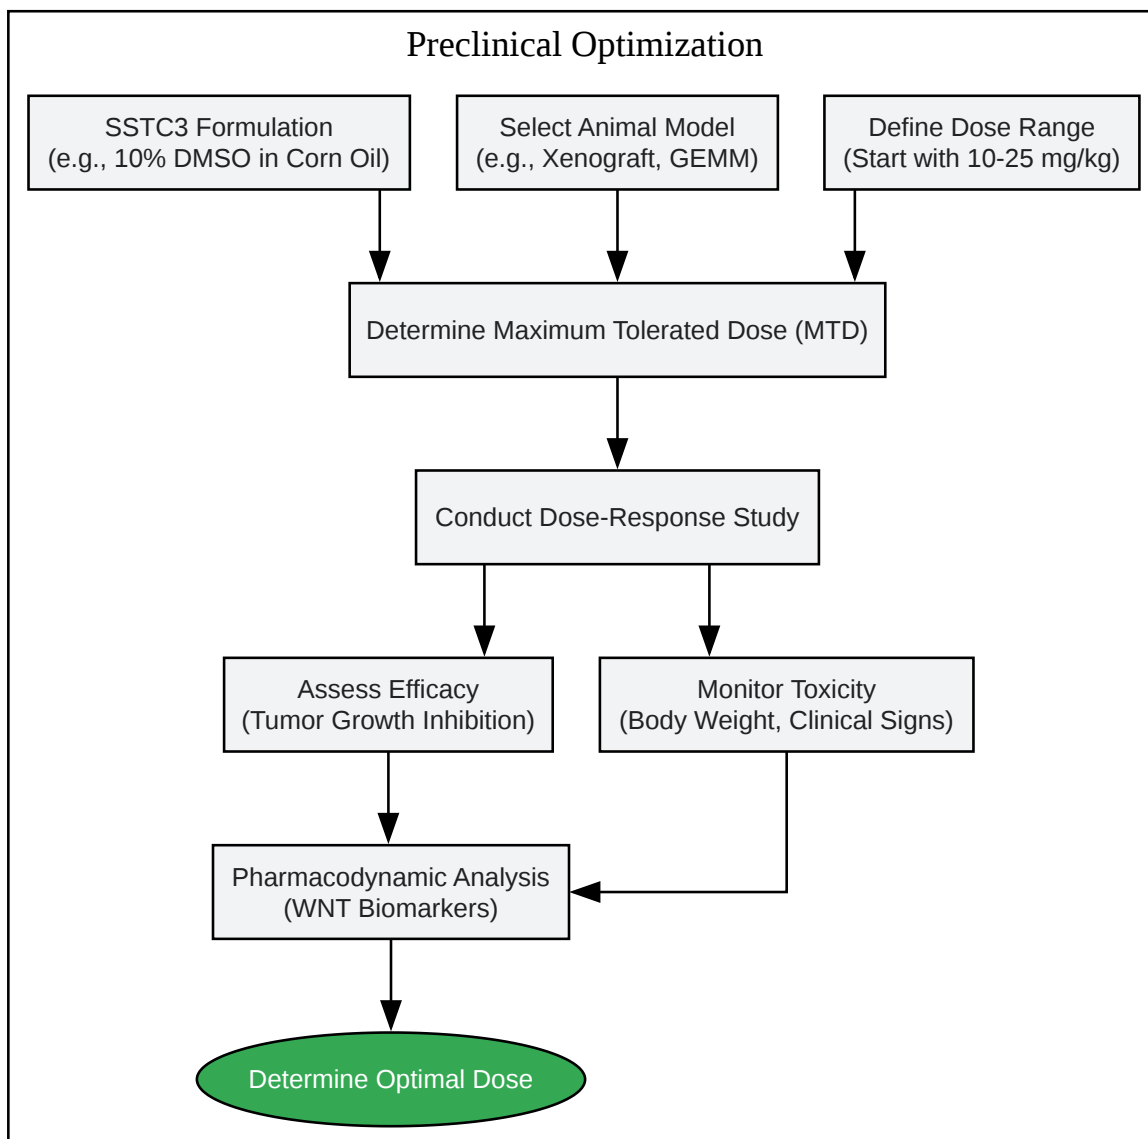 Preclinical Optimization
SSTC3 Formulation
(e.g., 10% DMSO in Corn Oil)
Select Animal Model
(e.g., Xenograft, GEMM)
Define Dose Range
(Start with 10-25 mg/kg)
Determine Maximum Tolerated Dose (MTD)
Conduct Dose-Response Study
Assess Efficacy
(Tumor Growth Inhibition)
Monitor Toxicity
(Body Weight, Clinical Signs)
Pharmacodynamic Analysis
(WNT Biomarkers)
Determine Optimal Dose